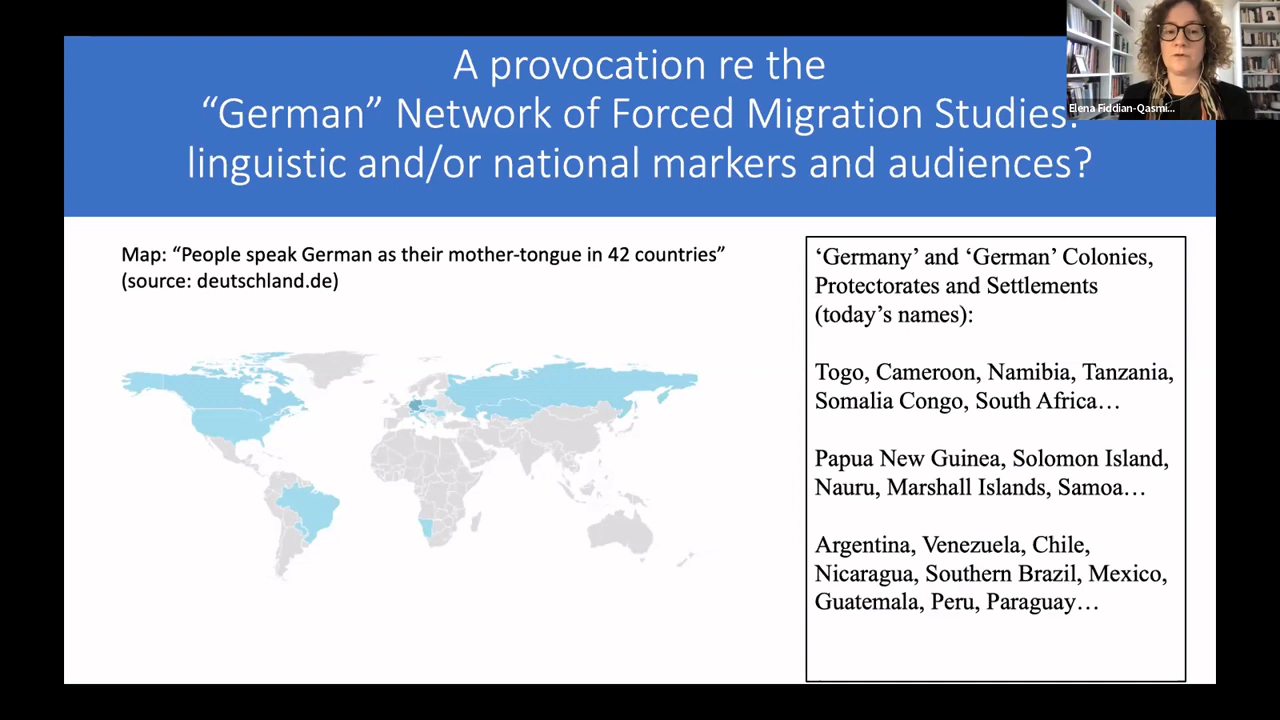 A provocation re the
“German” Network of Forced Migration Studies:
linguistic and/or national markers and audiences?
Elena Fiddian-Qasmi...
Map: “People speak German as their mother-tongue in 42 countries”
(source: deutschland.de)
‘Germany’ and ‘German’ Colonies,
Protectorates and Settlements
(today’s names):
Togo, Cameroon, Namibia, Tanzania,
Somalia Congo, South Africa…
Papua New Guinea, Solomon Island,
Nauru, Marshall Islands, Samoa…
Argentina, Venezuela, Chile,
Nicaragua, Southern Brazil, Mexico,
Guatemala, Peru, Paraguay…